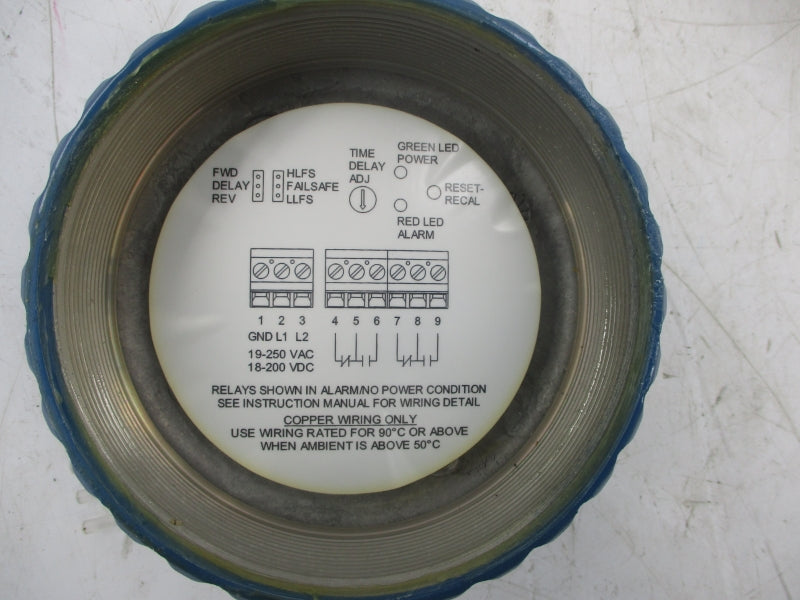 FWD
DELAY
REV
HLFS
FAILSAFE
LLFS
TIME
DELAY
ADJ
GREEN LED
POWER
RESET-
RECAL
RED LED
ALARM
1 2 3 4 5 6 7 8 9
GND L1 L2
19-250 VAC
18-200 VDC
RELAYS SHOWN IN ALARM/NO POWER CONDITION
SEE INSTRUCTION MANUAL FOR WIRING DETAIL
COPPER WIRING ONLY
USE WIRING RATED FOR 90°C OR ABOVE
WHEN AMBIENT IS ABOVE 50°C